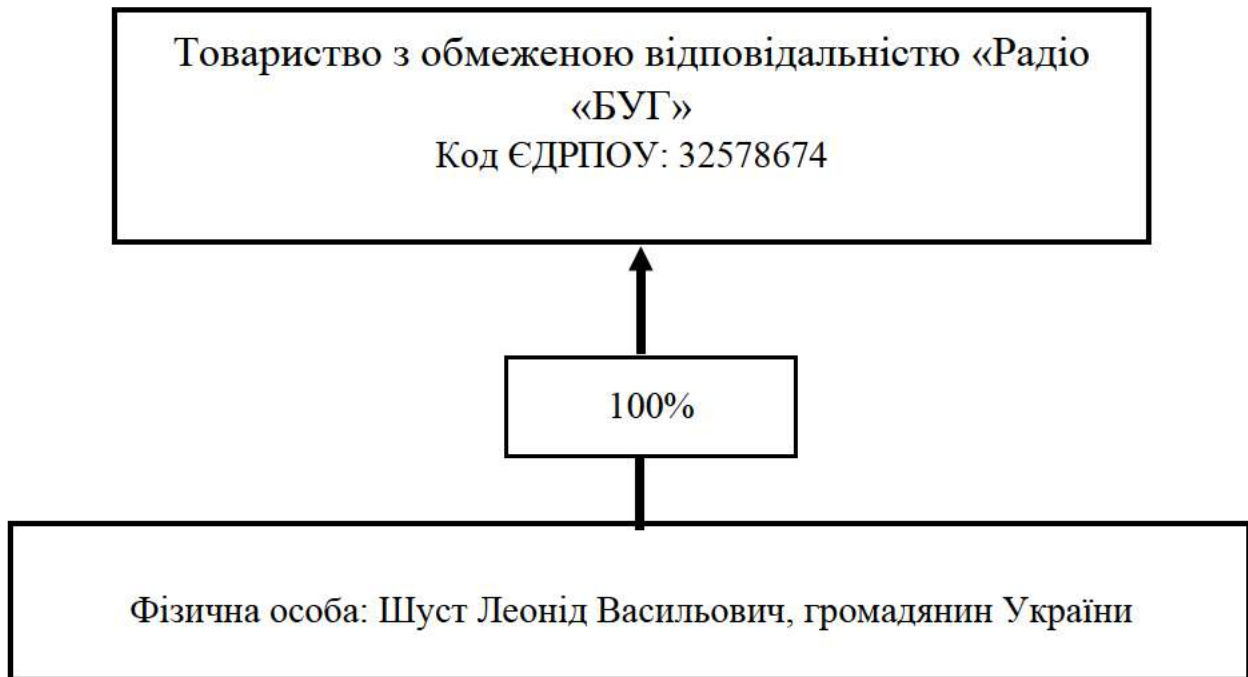 Товариство з обмеженою відповідальністю «Радіо
«БУГ»
Код ЄДРПОУ: 32578674
100%
Фізична особа: Шуст Леонід Васильович, громадянин України